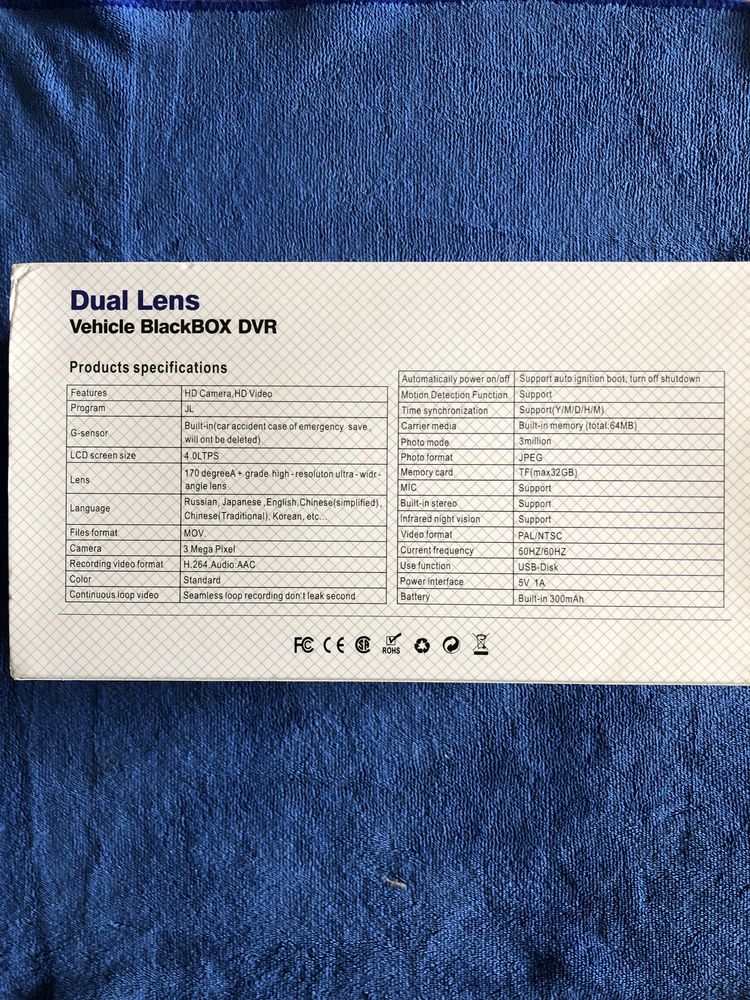 Dual Lens
Vehicle BlackBOX DVR
Products specifications
Features HD Camera,HD Video
Program JL
G-sensor Built-in(car accident case of emergency save ,
will ont be deleted)
LCD screen size 4.0LTPS
Lens 170 degreeA + grade high - resoluton ultra - widr-
angle lens
Language Russian, Japanese ,English,Chinese(simplified),
Chinese(Traditional), Korean, etc...
Files format MOV
Camera 3 Mega Pixel
Recording video format H.264,Audio:AAC
Color Standard
Continuous loop video Seamless loop recording don't leak second
Automatically power on/off Support auto ignition boot, turn off shutdown
Motion Detection Function Support
Time synchronization Support(Y/M/D/H/M)
Carrier media Built-in memory (total:64MB)
Photo mode 3million
Photo format JPEG
Memory card TF(max32GB)
MIC Support
Built-in stereo Support
Infrared night vision Support
Video format PAL/NTSC
Current frequency 50HZ/60HZ
Use function USB-Disk
Power interface 5V 1A
Battery Built-in 300mAh
FC CE SA ROHS